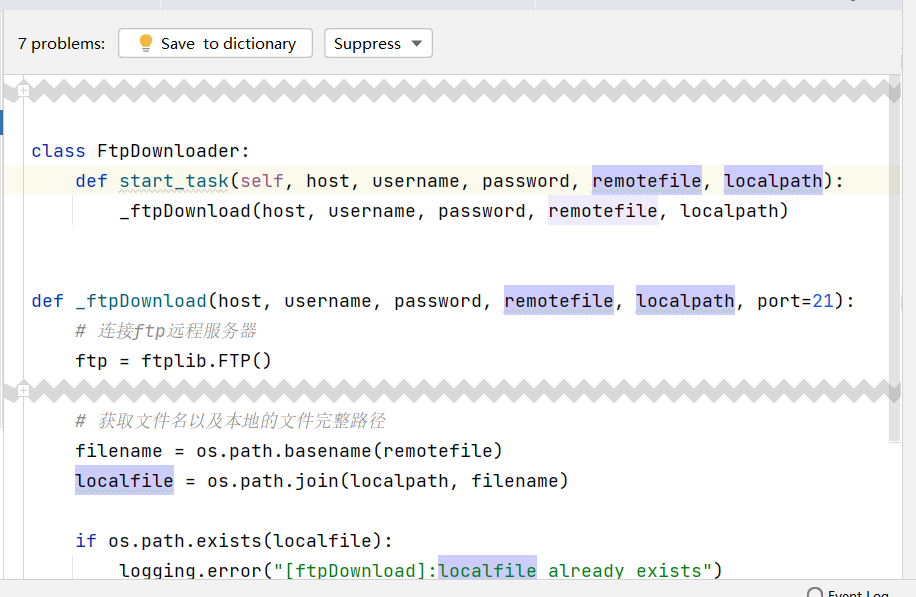 7 problems: Save to dictionary Suppress
class FtpDownloader:
def start_task(self, host, username, password, remotefile, localpath):
_ftpDownload(host, username, password, remotefile, localpath)
def _ftpDownload(host, username, password, remotefile, localpath, port=21):
# 连接ftp远程服务器
ftp = ftplib.FTP()
# 获取文件名以及本地的文件完整路径
filename = os.path.basename(remotefile)
localfile = os.path.join(localpath, filename)
if os.path.exists(localfile):
logging.error("[ftpDownload]:localfile already exists")
Event Log